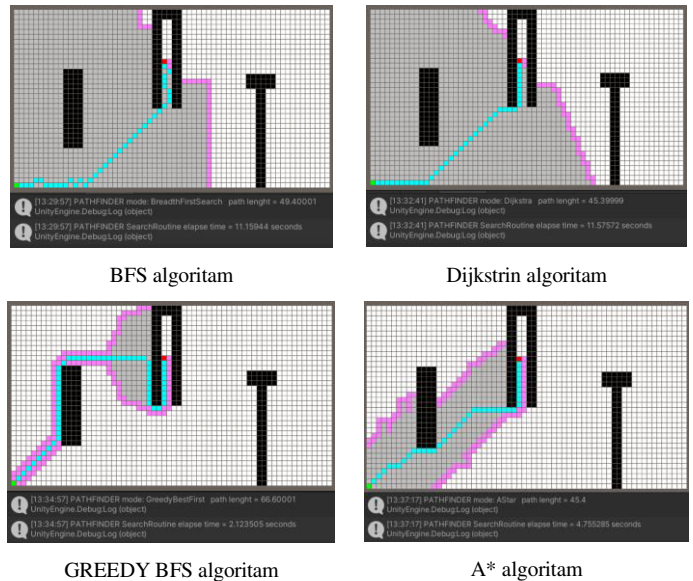 [13:29:57] PATHFINDER mode: BreadthFirstSearch path lenght = 49.40001
UnityEngine.Debug:Log (object)
[13:29:57] PATHFINDER SearchRoutine elapse time = 11.15944 seconds
UnityEngine.Debug:Log (object)
BFS algoritam
[13:32:41] PATHFINDER mode: Dijkstra path lenght = 45.39999
UnityEngine.Debug:Log (object)
[13:32:41] PATHFINDER SearchRoutine elapse time = 11.57572 seconds
UnityEngine.Debug:Log (object)
Dijkstrin algoritam
[13:34:57] PATHFINDER mode: GreedyBestFirst path lenght = 66.60001
UnityEngine.Debug:Log (object)
[13:34:57] PATHFINDER SearchRoutine elapse time = 2.123505 seconds
UnityEngine.Debug:Log (object)
GREEDY BFS algoritam
[13:37:17] PATHFINDER mode: AStar path lenght = 45.4
UnityEngine.Debug:Log (object)
[13:37:17] PATHFINDER SearchRoutine elapse time = 4.755285 seconds
UnityEngine.Debug:Log (object)
A* algoritam